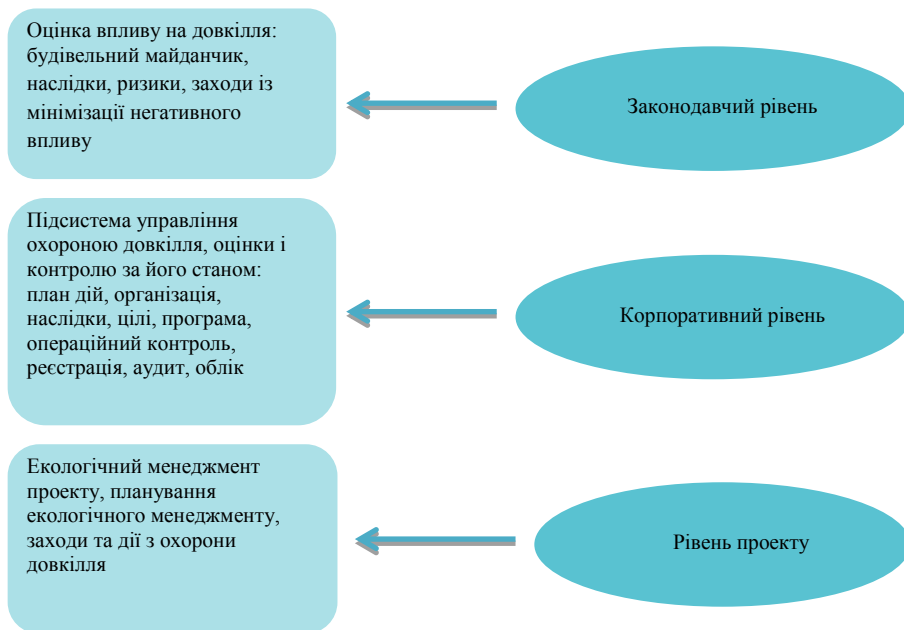 Оцінка впливу на довкілля:
будівельний майданчик,
наслідки, ризики, заходи із
мінімізації негативного
впливу
Законодавчий рівень
Підсистема управління
охороною довкілля, оцінки і
контролю за його станом:
план дій, організація,
наслідки, цілі, програма,
операційний контроль,
реєстрація, аудит, облік
Корпоративний рівень
Екологічний менеджмент
проекту, планування
екологічного менеджменту,
заходи та дії з охорони
довкілля
Рівень проекту